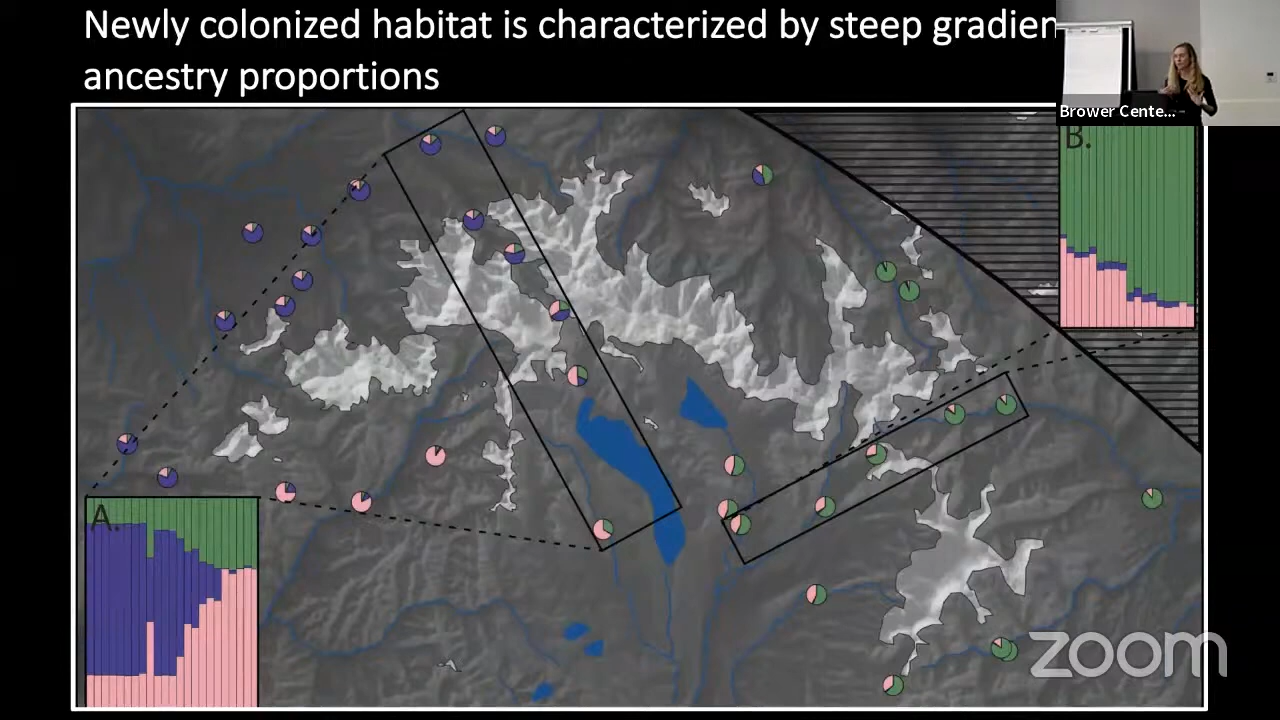 Newly colonized habitat is characterized by steep gradien
ancestry proportions
Brower Cente...
B.
A.
zoom